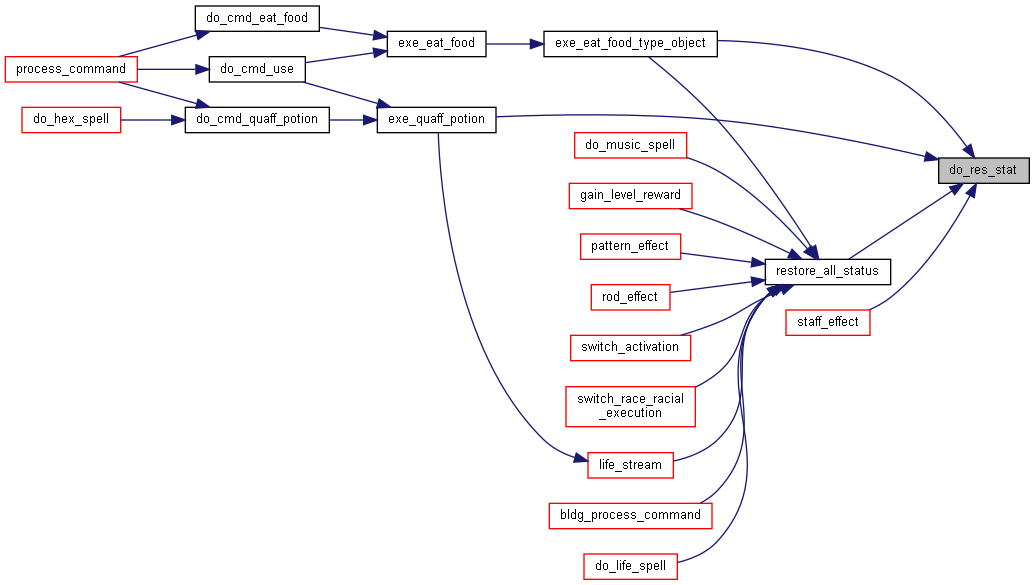 do_cmd_eat_food
exe_eat_food
exe_eat_food_type_object
process_command
do_cmd_use
do_hex_spell
do_cmd_quaff_potion
exe_quaff_potion
do_music_spell
do_res_stat
gain_level_reward
pattern_effect
restore_all_status
rod_effect
staff_effect
switch_activation
switch_race_racial
_execution
life_stream
bldg_process_command
do_life_spell